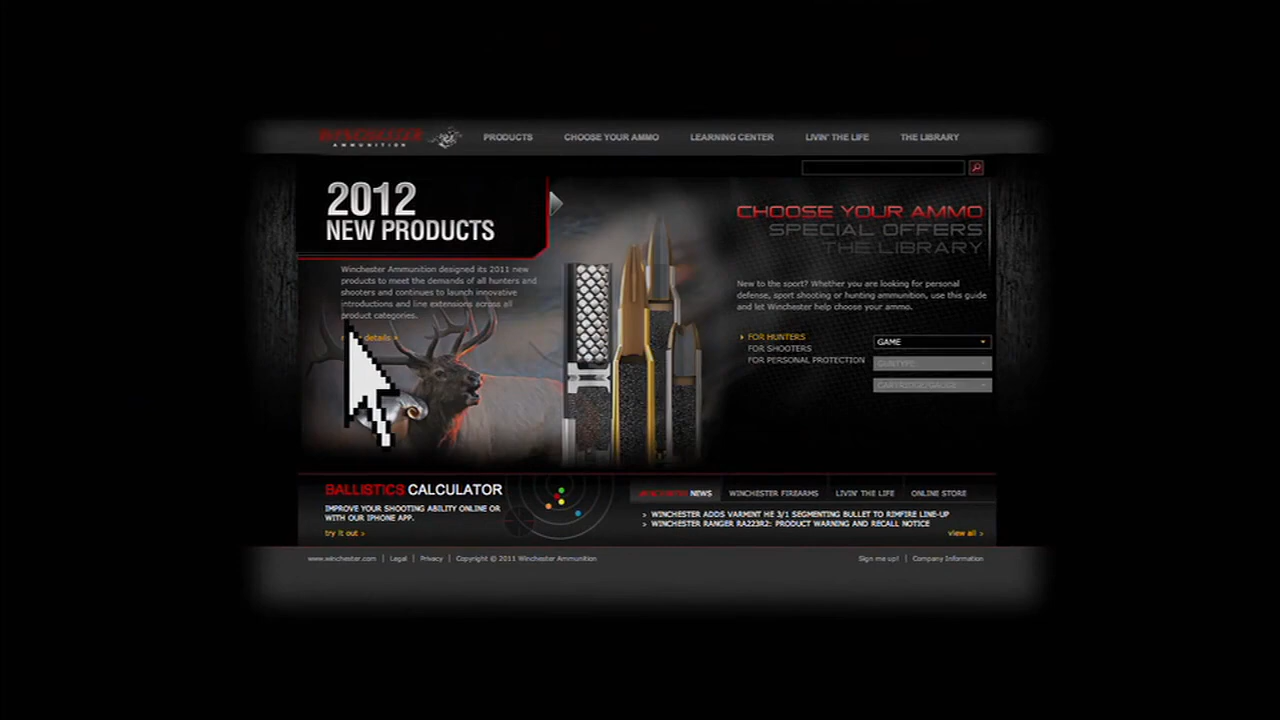 WINCHESTER
AMMUNITION
PRODUCTS
CHOOSE YOUR AMMO
LEARNING CENTER
LIVIN' THE LIFE
THE LIBRARY
2012
NEW PRODUCTS
Winchester Ammunition designed its 2011 new
products to meet the demands of all hunters and
shooters and continues to launch innovative
introductions and line extensions across all
product categories.
details »
CHOOSE YOUR AMMO
SPECIAL OFFERS
THE LIBRARY
New to the sport? Whether you are looking for personal
defense, sport shooting or hunting ammunition, use this guide
and let Winchester help choose your ammo.
FOR HUNTERS
FOR SHOOTERS
FOR PERSONAL PROTECTION
GAME
GUNTYPE
CARTRIDGE/GAUGE
BALLISTICS CALCULATOR
IMPROVE YOUR SHOOTING ABILITY ONLINE OR
WITH OUR IPHONE APP.
try it out »
WINCHESTER NEWS
WINCHESTER FIREARMS
LIVIN' THE LIFE
ONLINE STORE
> WINCHESTER ADDS VARMINT HE 3/1 SEGMENTING BULLET TO RIMFIRE LINE-UP
> WINCHESTER RANGER RA223R2: PRODUCT WARNING AND RECALL NOTICE
view all »
www.winchester.com | Legal | Privacy | Copyright © 2011 Winchester Ammunition
Sign me up! | Company Information